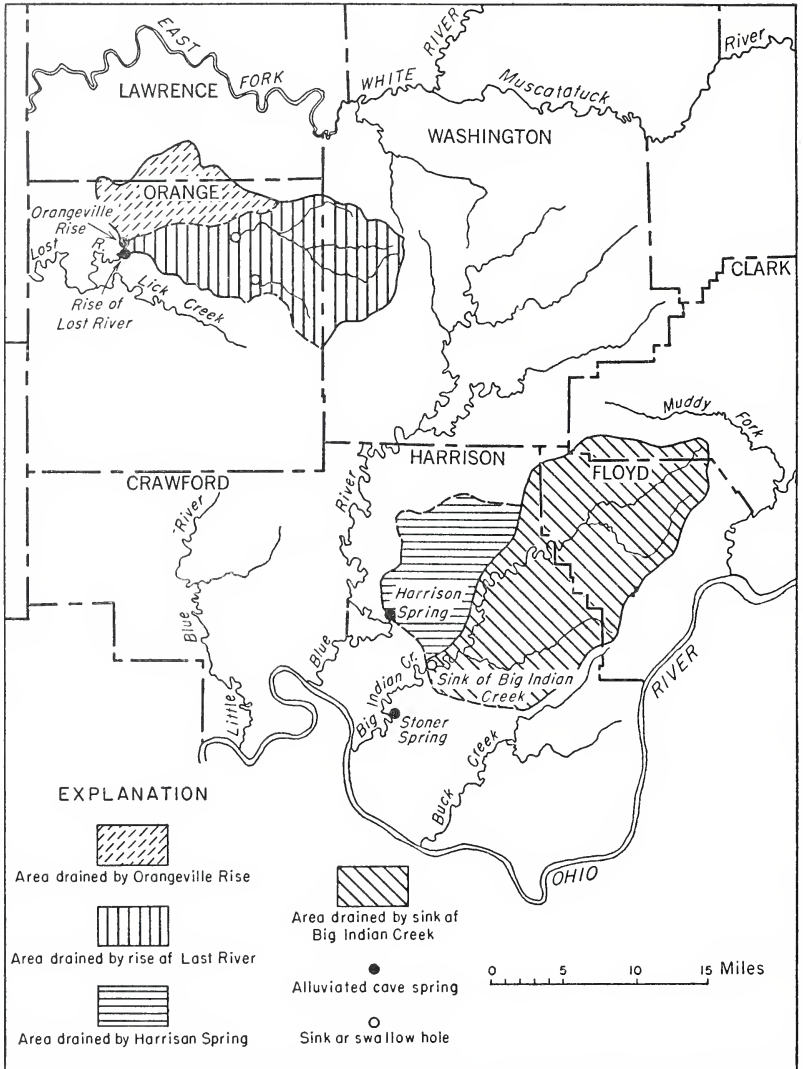 EAST
FORK
LAWRENCE
WHITE
RIVER
Muscatatuck
River
WASHINGTON
ORANGE
Orangeville
Rise
Lost
R.
Rise of
Lost River
Lick Creek
CLARK
Muddy
Fork
HARRISON
FLOYD
CRAWFORD
River
River
Blue
Harrison
Spring
Blue
Little
Big Indian Cr.
Sink of Big Indian
Creek
Stoner
Spring
Buck Creek
RIVER
OHIO
EXPLANATION
Area drained by Orangeville Rise
Area drained by rise of Last River
Area drained by Harrisan Spring
Area drained by sink of
Big Indian Creek
Alluviated cave spring
Sink ar swallow hole
0 5 10 15 Miles